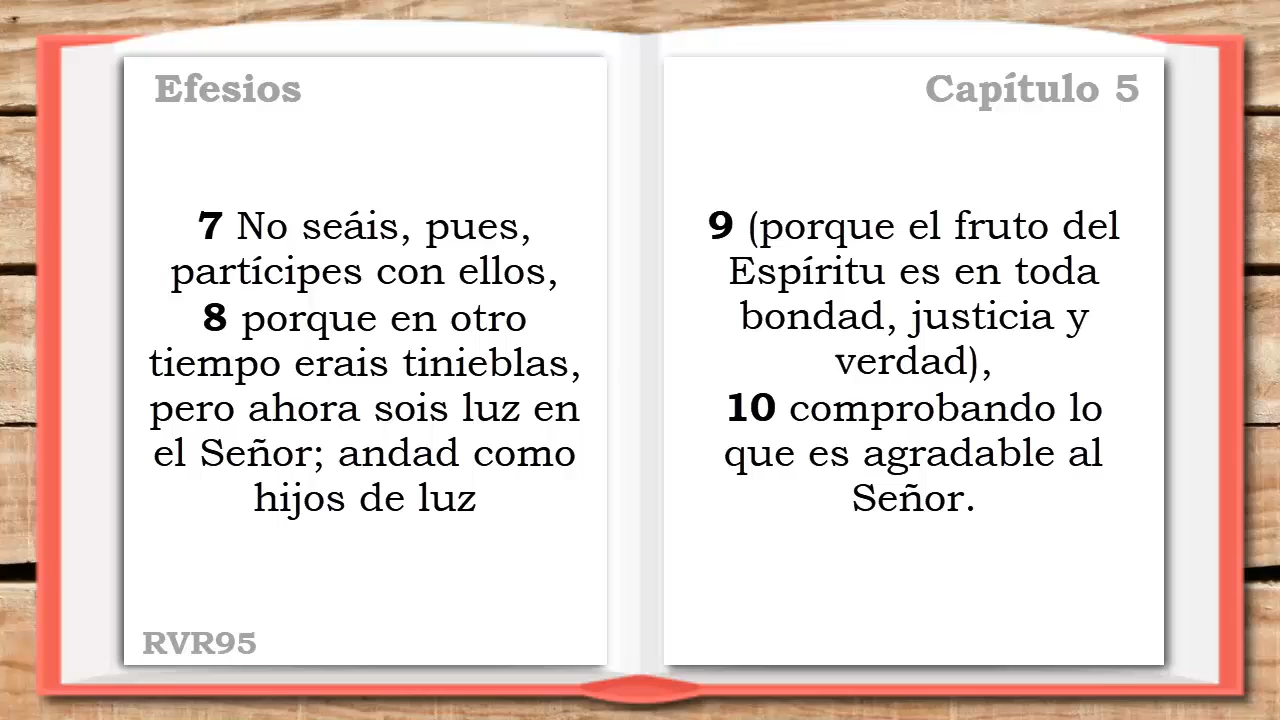 Efesios
7 No seáis, pues,
partícipes con ellos,
8 porque en otro
tiempo erais tinieblas,
pero ahora sois luz en
el Señor; andad como
hijos de luz
RVR95
Capítulo 5
9 (porque el fruto del
Espíritu es en toda
bondad, justicia y
verdad),
10 comprobando lo
que es agradable al
Señor.